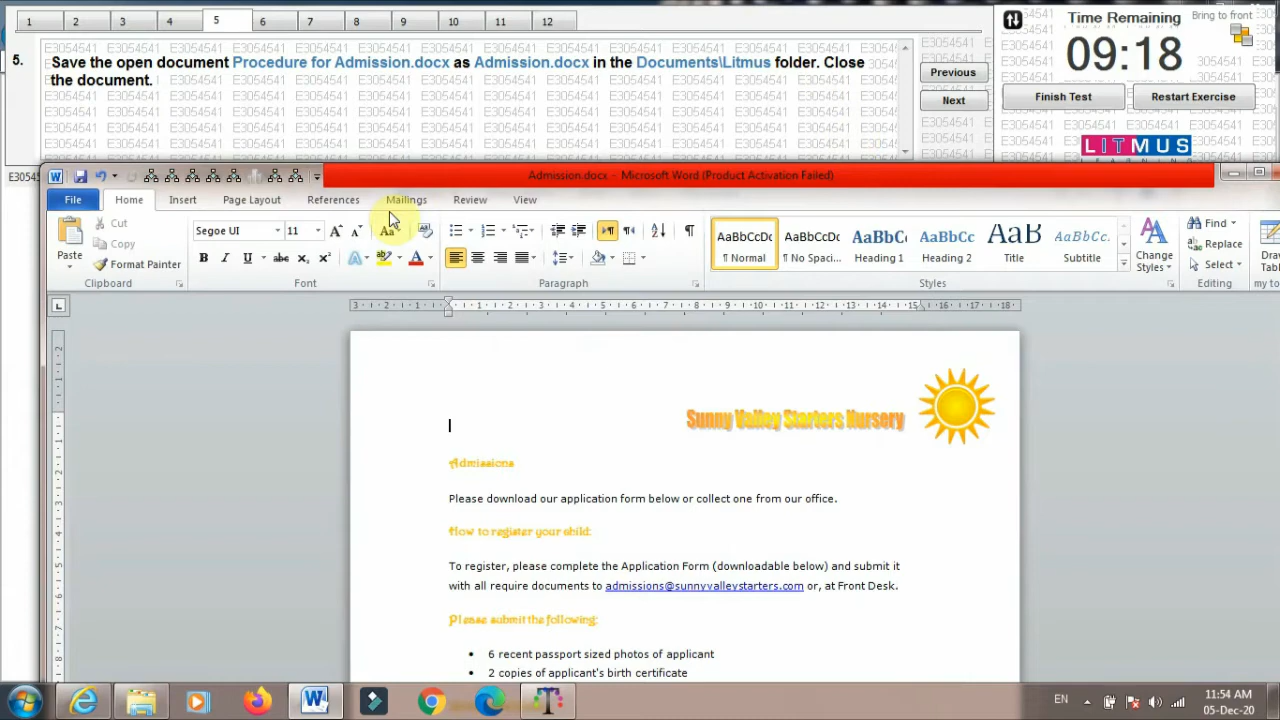 1 2 3 4 5 6 7 8 9 10 11 12
Time Remaining
Bring to front
09:18
5.
Save the open document Procedure for Admission.docx as Admission.docx in the Documents\Litmus folder. Close
the document.
Previous
Next
Finish Test
Restart Exercise
LITMUS
Admission.docx - Microsoft Word (Product Activation Failed)
File Home Insert Page Layout References Mailings Review View
Paste
Cut
Copy
Format Painter
Clipboard
Segoe UI 11
Font
Paragraph
AaBbCcDc AaBbCcDc AaBbCc AaBbCc AaB AaBbCc.
¶ Normal ¶ No Spaci... Heading 1 Heading 2 Title Subtitle
Change
Styles
Styles
Find
Replace
Select
Editing
Sunny Valley Starters Nursery
Admissions
Please download our application form below or collect one from our office.
How to register your child:
To register, please complete the Application Form (downloadable below) and submit it
with all require documents to admissions@sunnyvalleystarters.com or, at Front Desk.
Please submit the following:
• 6 recent passport sized photos of applicant
• 2 copies of applicant's birth certificate
EN
11:54 AM
05-Dec-20